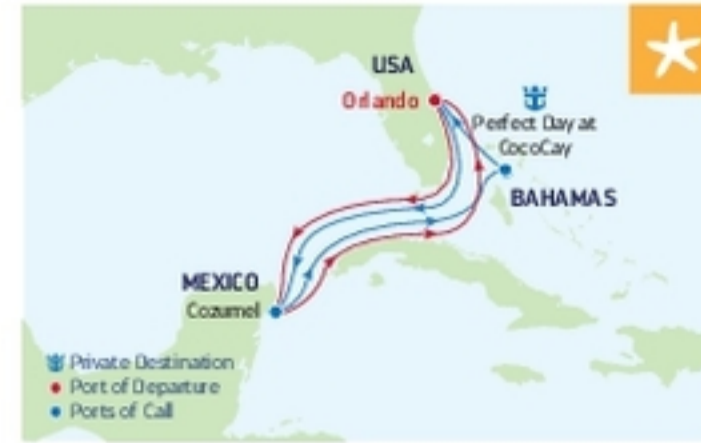 USA
Orlando
Perfect Day at
CocoCay
BAHAMAS
MEXICO
Cozumel
Private Destination
Port of Departure
Ports of Call